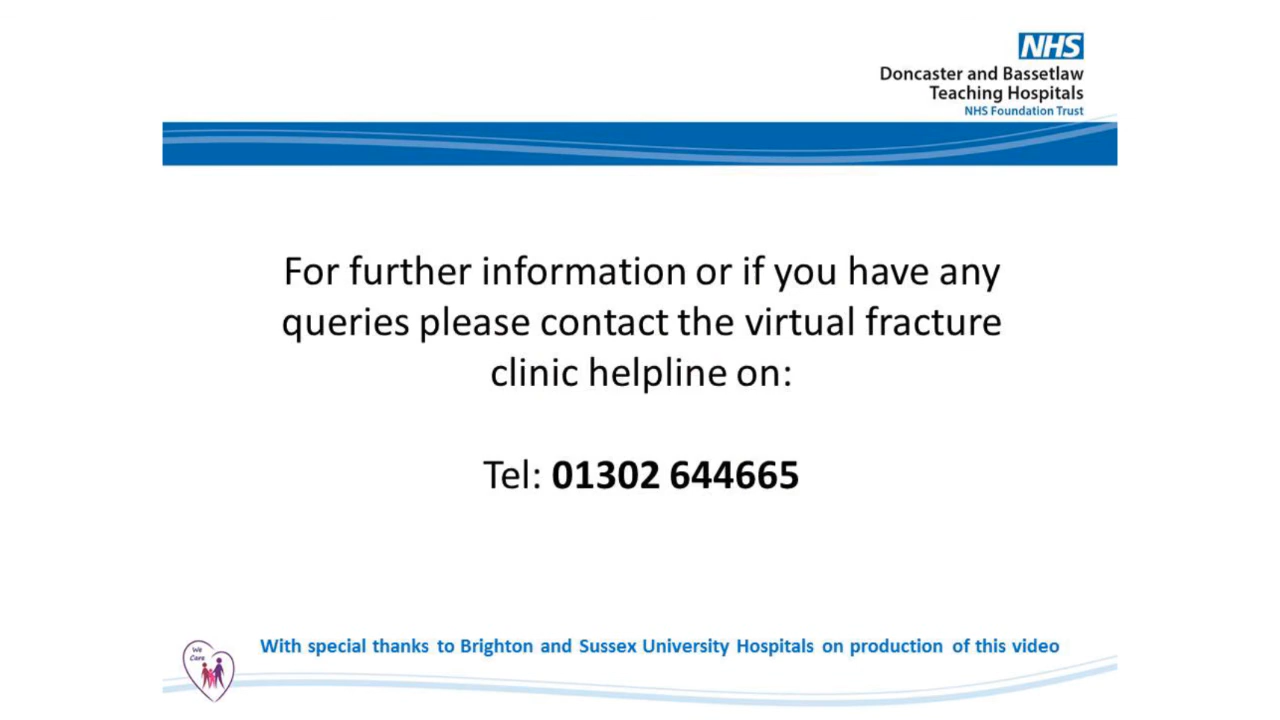 NHS
Doncaster and Bassetlaw
Teaching Hospitals
NHS Foundation Trust
For further information or if you have any
queries please contact the virtual fracture
clinic helpline on:
Tel: 01302 644665
We
Care
With special thanks to Brighton and Sussex University Hospitals on production of this video